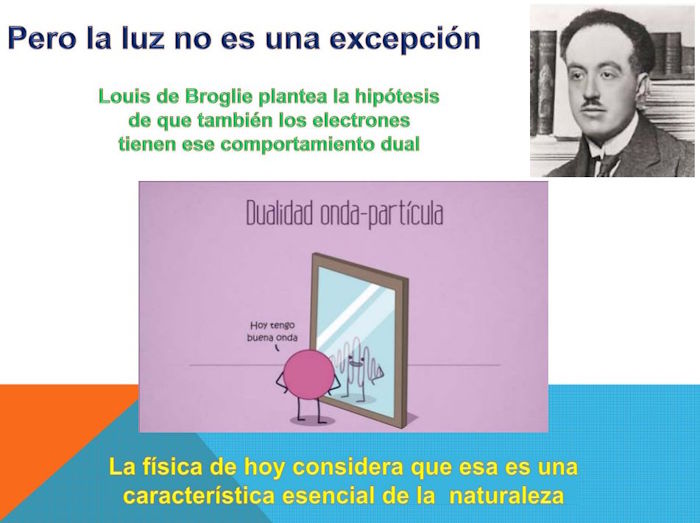 Pero la luz no es una excepción
Louis de Broglie plantea la hipótesis
de que también los electrones
tienen ese comportamiento dual
Dualidad onda-partícula
Hoy tengo
buena onda
La física de hoy considera que esa es una
característica esencial de la  naturaleza